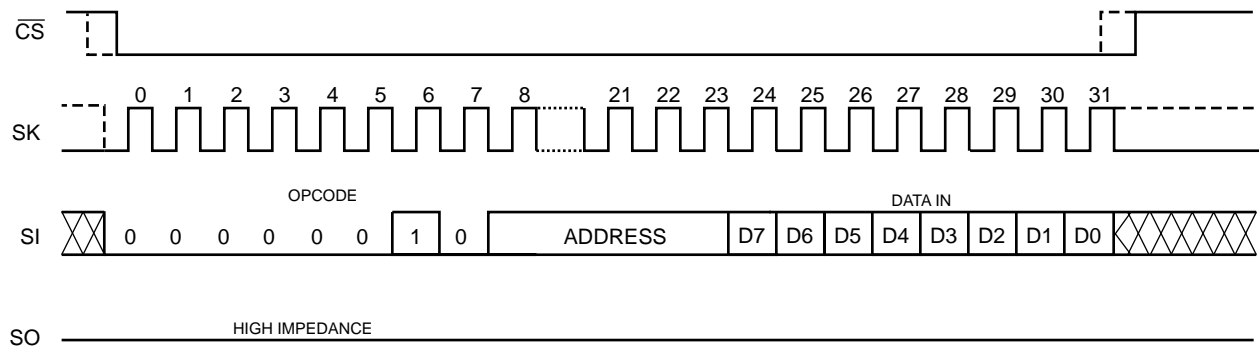 CS
0 1 2 3 4 5 6 7 8 21 22 23 24 25 26 27 28 29 30 31
SK
OPCODE DATA IN
SI 0 0 0 0 0 0 1 0 ADDRESS D7 D6 D5 D4 D3 D2 D1 D0
HIGH IMPEDANCE
SO